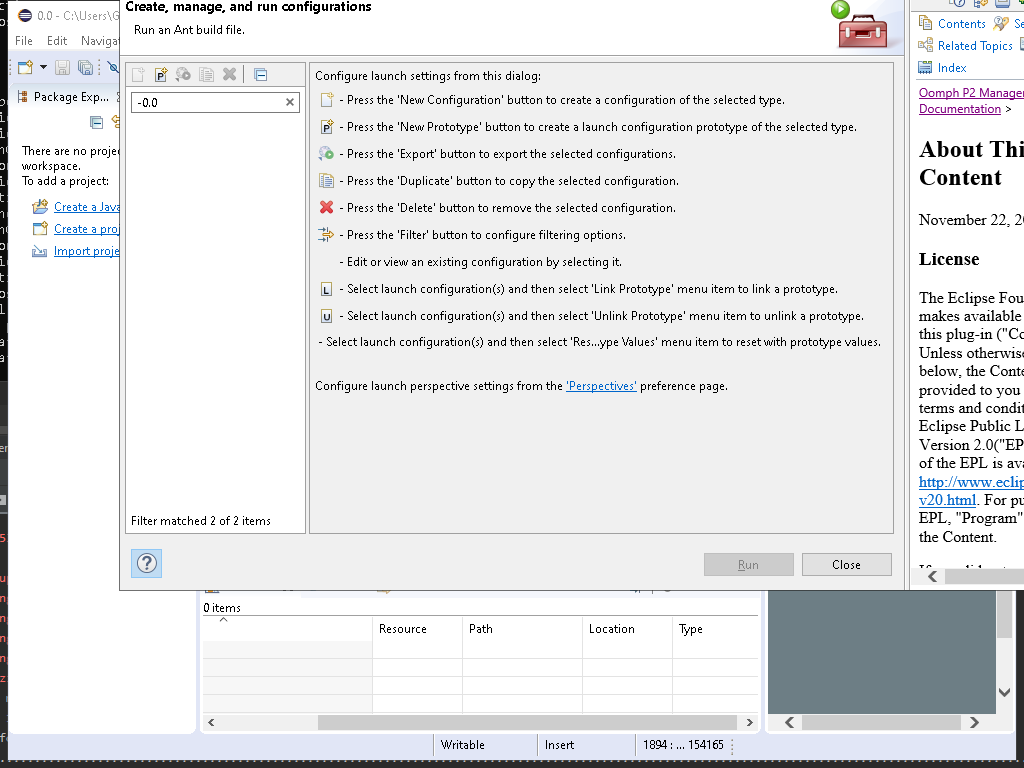 0.0 - C:\Users\G
File Edit Naviga
Package Exp...
There are no proje
workspace.
To add a project:
Create a Java
Create a proj
Import proje
Create, manage, and run configurations
Run an Ant build file.
-0.0
Filter matched 2 of 2 items
Configure launch settings from this dialog:
- Press the 'New Configuration' button to create a configuration of the selected type.
- Press the 'New Prototype' button to create a launch configuration prototype of the selected type.
- Press the 'Export' button to export the selected configurations.
- Press the 'Duplicate' button to copy the selected configuration.
- Press the 'Delete' button to remove the selected configuration.
- Press the 'Filter' button to configure filtering options.
- Edit or view an existing configuration by selecting it.
L - Select launch configuration(s) and then select 'Link Prototype' menu item to link a prototype.
U - Select launch configuration(s) and then select 'Unlink Prototype' menu item to unlink a prototype.
- Select launch configuration(s) and then select 'Res...ype Values' menu item to reset with prototype values.
Configure launch perspective settings from the 'Perspectives' preference page.
Run Close
Contents Se
Related Topics
Index
Oomph P2 Manage
Documentation >
About Thi
Content
November 22, 20
License
The Eclipse Fou
makes available
this plug-in ("Co
Unless otherwise
below, the Conte
provided to you
terms and condit
Eclipse Public L
Version 2.0("EP
of the EPL is ava
http://www.eclip
v20.html. For pu
EPL, "Program"
the Content.
0 items
Resource Path Location Type
Writable Insert 1894 : ... 154165